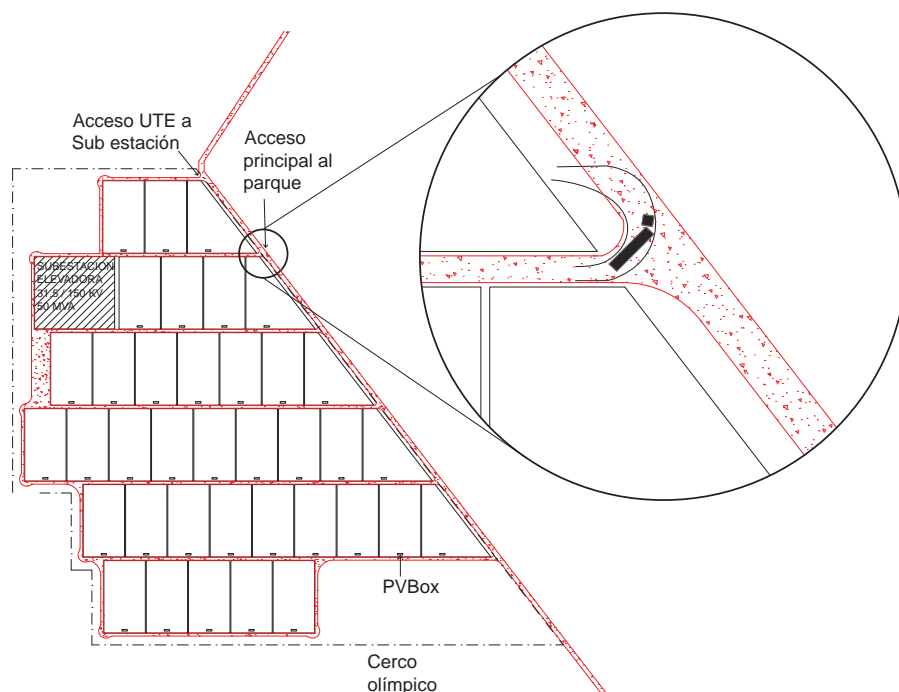 Acceso UTE a
Sub estación
Acceso
principal al
parque
SUBESTACION
ELEVADORA
31.5 / 150 KV
50 MVA
PVBox
Cerco
olímpico